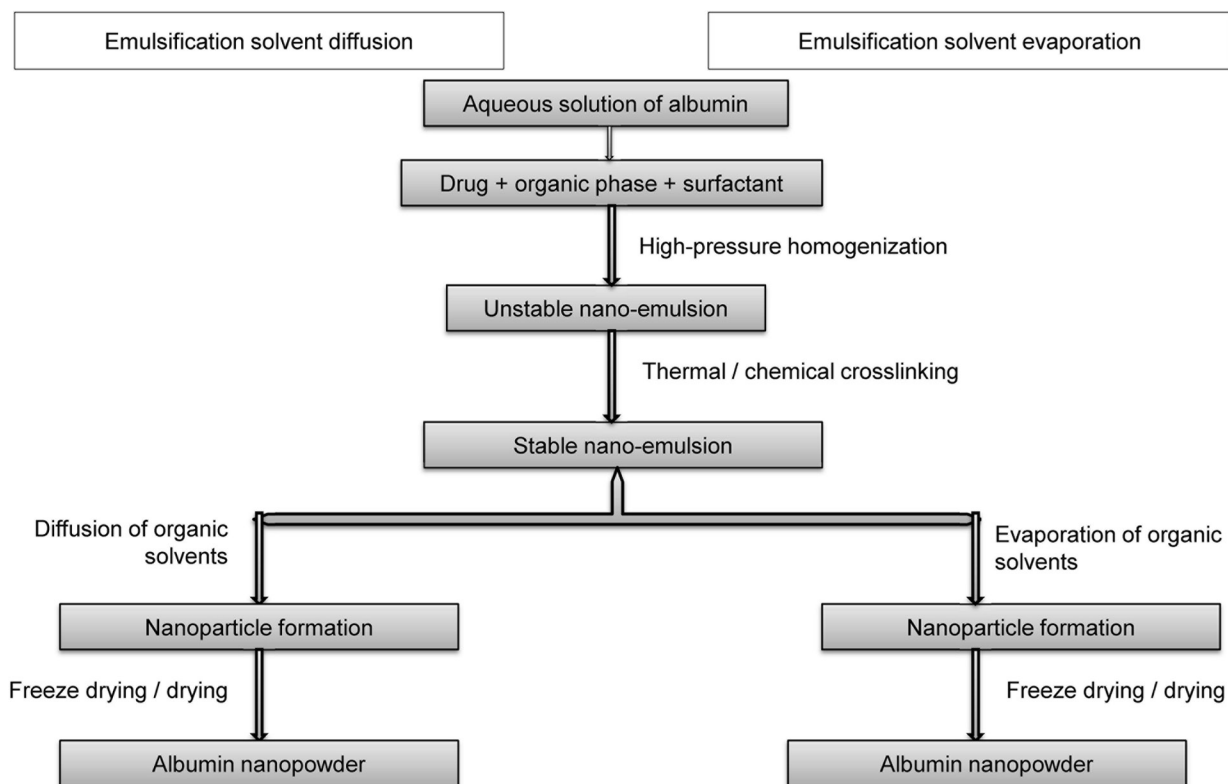 Emulsification solvent diffusion
Emulsification solvent evaporation
Aqueous solution of albumin
Drug + organic phase + surfactant
High-pressure homogenization
Unstable nano-emulsion
Thermal / chemical crosslinking
Stable nano-emulsion
Diffusion of organic
solvents
Evaporation of organic
solvents
Nanoparticle formation
Nanoparticle formation
Freeze drying / drying
Freeze drying / drying
Albumin nanopowder
Albumin nanopowder